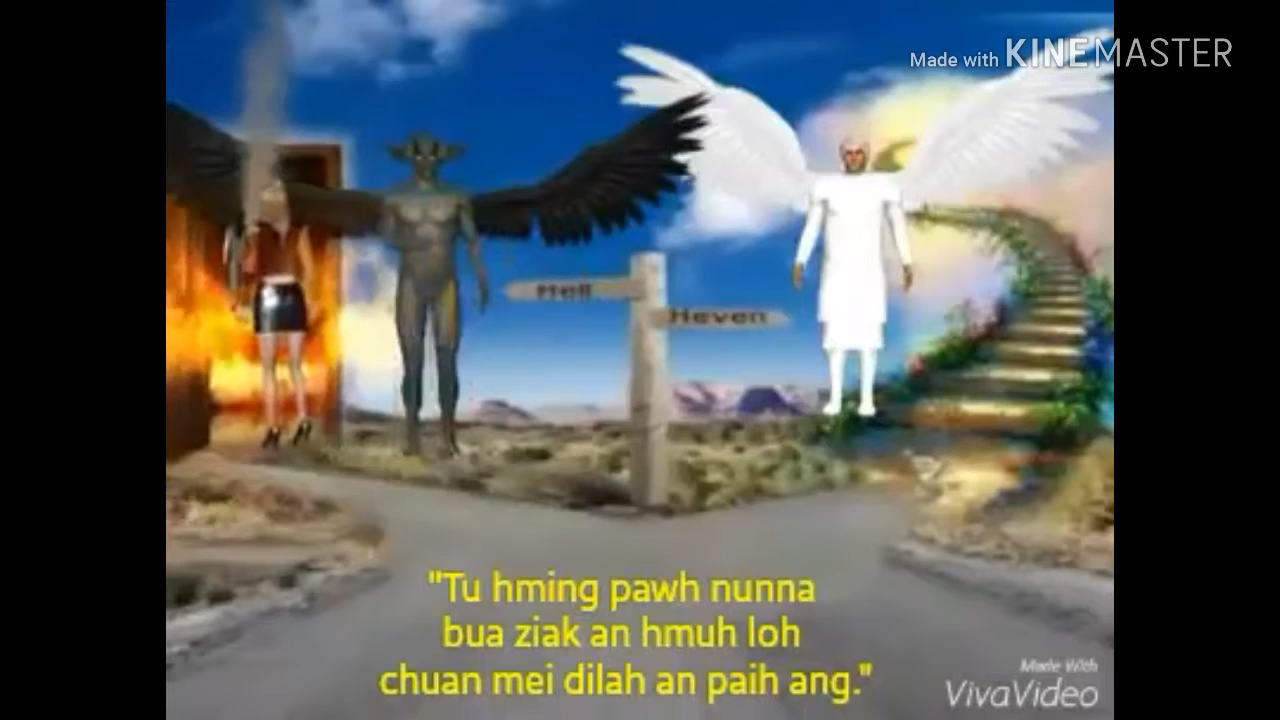 Made with KINEMASTER
Hell
Heven
"Tu hming pawh nunna
bua ziak an hmuh loh
chuan mei dilah an paih ang."
Made With
VivaVideo